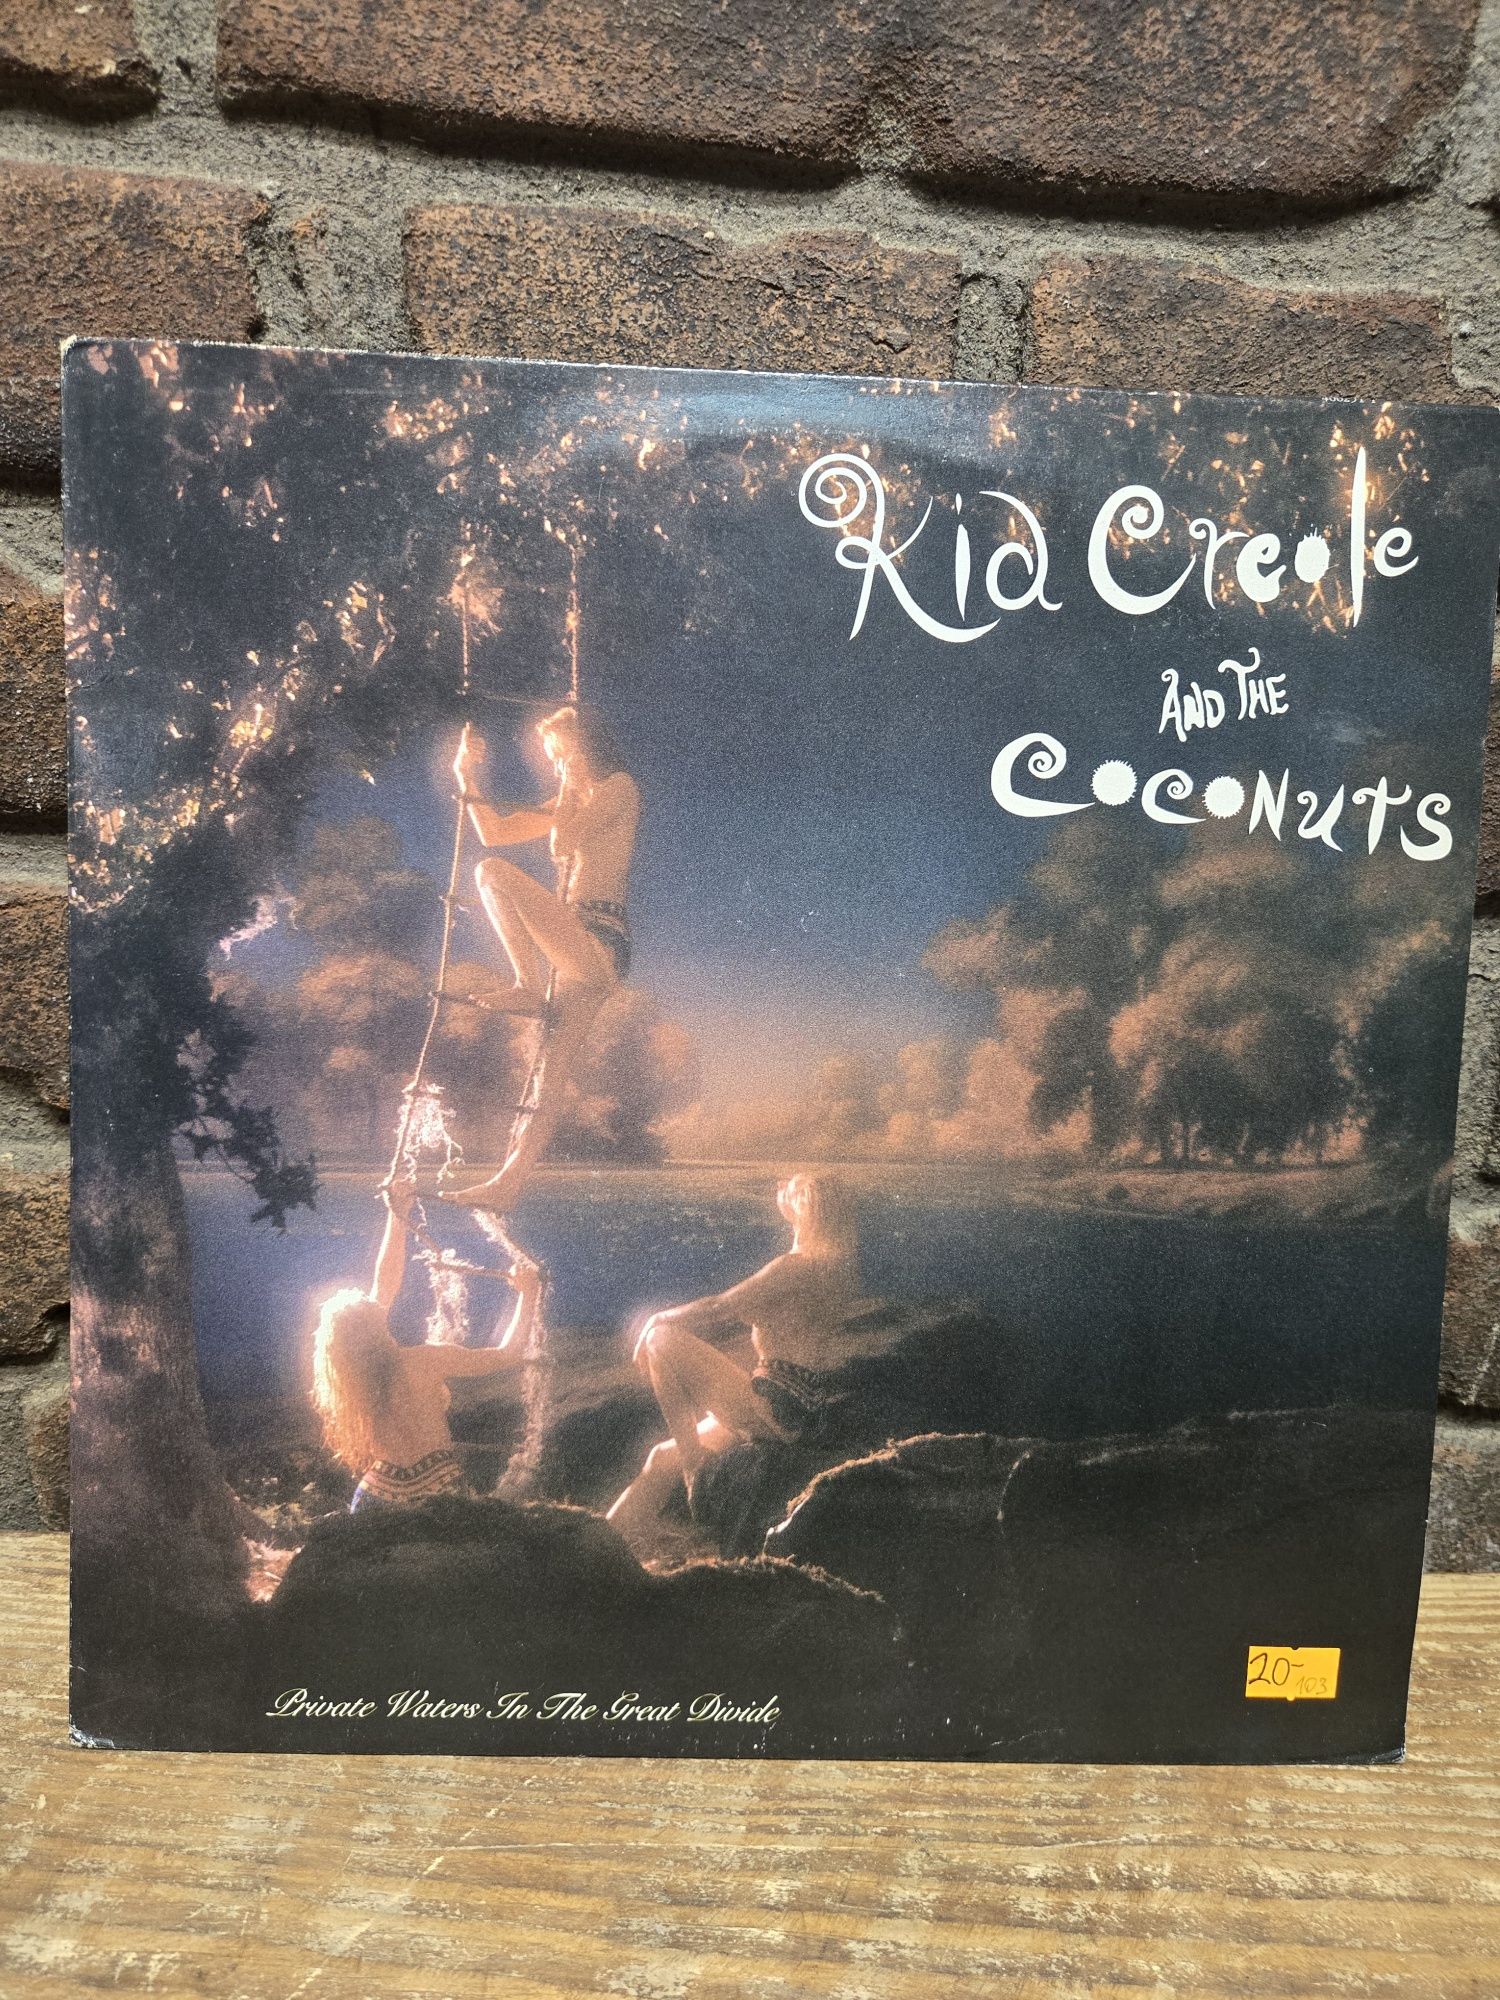 Kid Creole
AND THE
COCONUTS
Private Waters In The Great Divide
20-
103